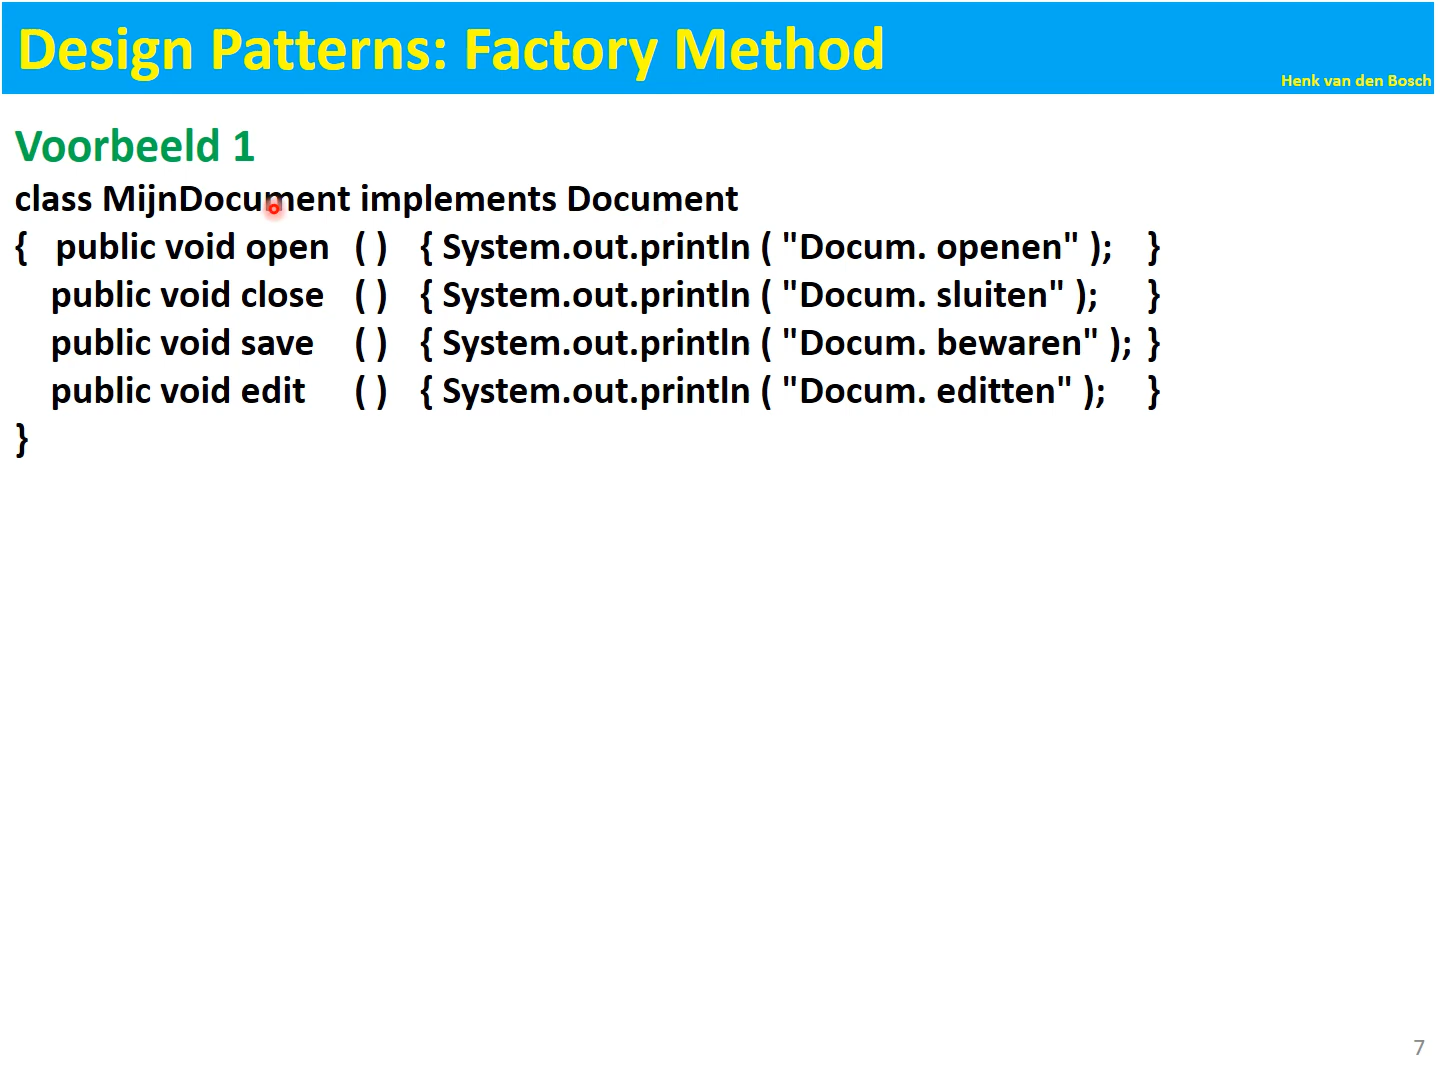 Design Patterns: Factory Method
Henk van den Bosch
Voorbeeld 1
class MijnDocument implements Document
{ public void open ( ) { System.out.println ( "Docum. openen" ); }
public void close ( ) { System.out.println ( "Docum. sluiten" ); }
public void save ( ) { System.out.println ( "Docum. bewaren" ); }
public void edit ( ) { System.out.println ( "Docum. editten" ); }
}
7